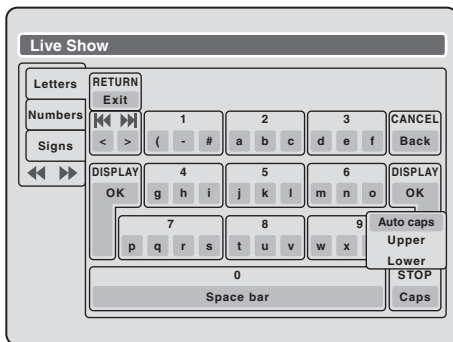 Live Show
Letters
Numbers
Signs
RETURN
Exit
1 2 3 CANCEL
< > ( - # a b c d e f Back
DISPLAY 4 5 6 DISPLAY
OK g h i j k l m n o OK
7 8 9
p q r s t u v w x
Auto caps
Upper
Lower
0 STOP
Space bar Caps